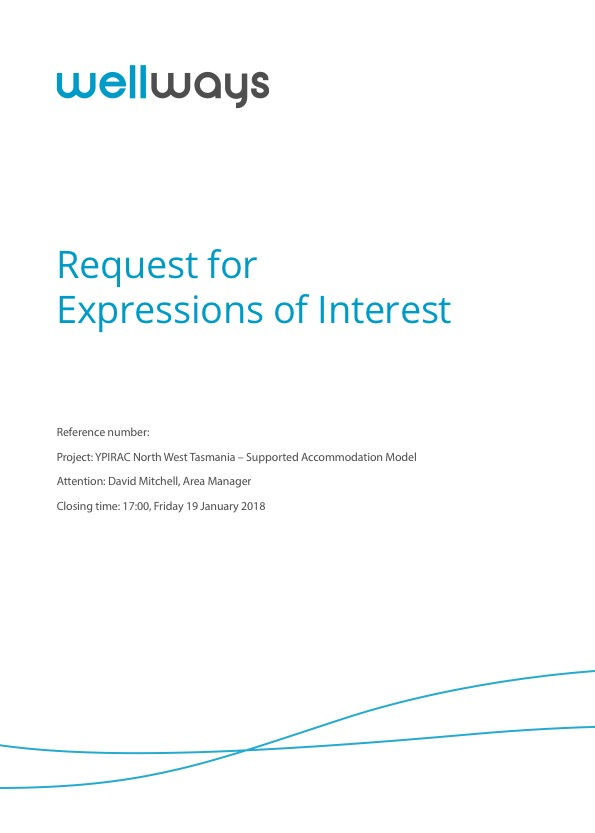 wellways
Request for
Expressions of Interest
Reference number:
Project: YPIRAC North West Tasmania – Supported Accommodation Model
Attention: David Mitchell, Area Manager
Closing time: 17:00, Friday 19 January 2018